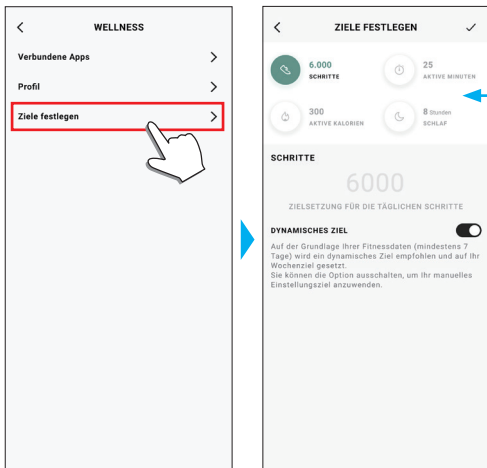 WELLNESS
Verbundene Apps
Profil
Ziele festlegen
ZIELE FESTLEGEN
6.000
SCHRITTE
25
AKTIVE MINUTEN
300
AKTIVE KALORIEN
8 Stunden
SCHLAF
SCHRITTE
6000
ZIELSETZUNG FÜR DIE TÄGLICHEN SCHRITTE
DYNAMISCHES ZIEL
Auf der Grundlage Ihrer Fitnessdaten (mindestens 7
Tage) wird ein dynamisches Ziel empfohlen und auf Ihr
Wochenziel gesetzt.
Sie können die Option ausschalten, um Ihr manuelles
Einstellungsziel anzuwenden.